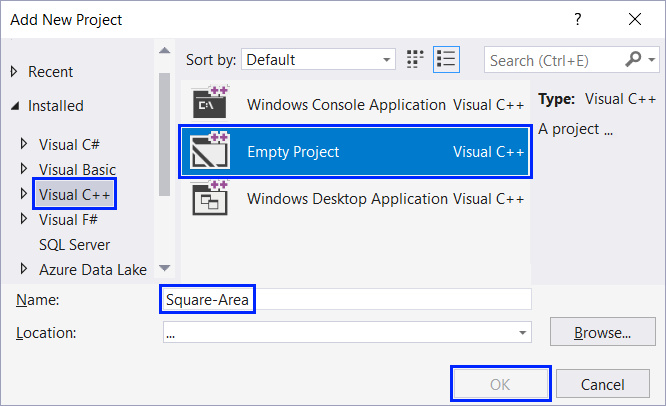 Add New Project
?
Recent
Installed
Visual C#
Visual Basic
Visual C++
Visual F#
SQL Server
Azure Data Lake
Sort by: Default
Search (Ctrl+E)
C:\
Windows Console Application Visual C++
Empty Project Visual C++
Windows Desktop Application Visual C++
Type: Visual C++
A project ...
Name: Square-Area
Location: ...
Browse...
OK
Cancel